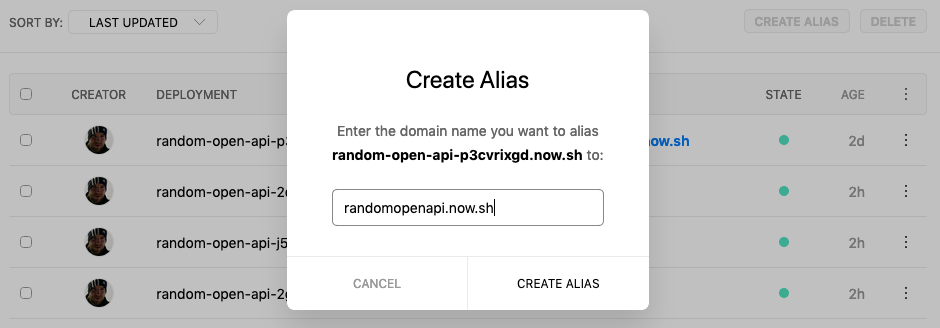 SORT BY: LAST UPDATED CREATE ALIAS DELETE
Create Alias
CREATOR DEPLOYMENT STATE AGE
Enter the domain name you want to alias
random-open-api-p3cvrixgd.now.sh to:
random-open-api-p3 now.sh 2d
random-open-api-2 2h
randomopenapi.now.sh
random-open-api-j5 2h
CANCEL CREATE ALIAS
random-open-api-2 2h